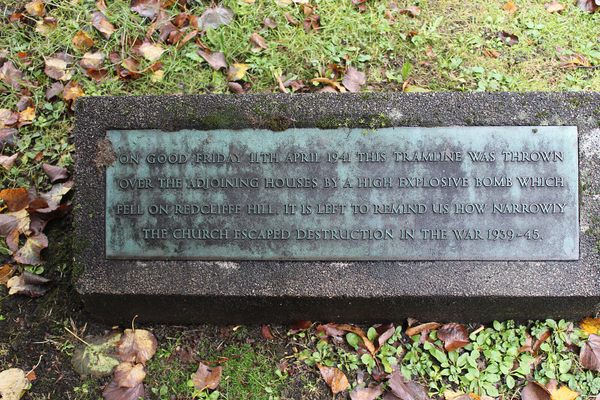 ON GOOD FRIDAY 11TH APRIL 1941 THIS TRAMLINE WAS THROWN
OVER THE ADJOINING HOUSES BY A HIGH EXPLOSIVE BOMB WHICH
FELL ON REDCLIFFE HILL. IT IS LEFT TO REMIND US HOW NARROWLY
THE CHURCH ESCAPED DESTRUCTION IN THE WAR 1939-45.